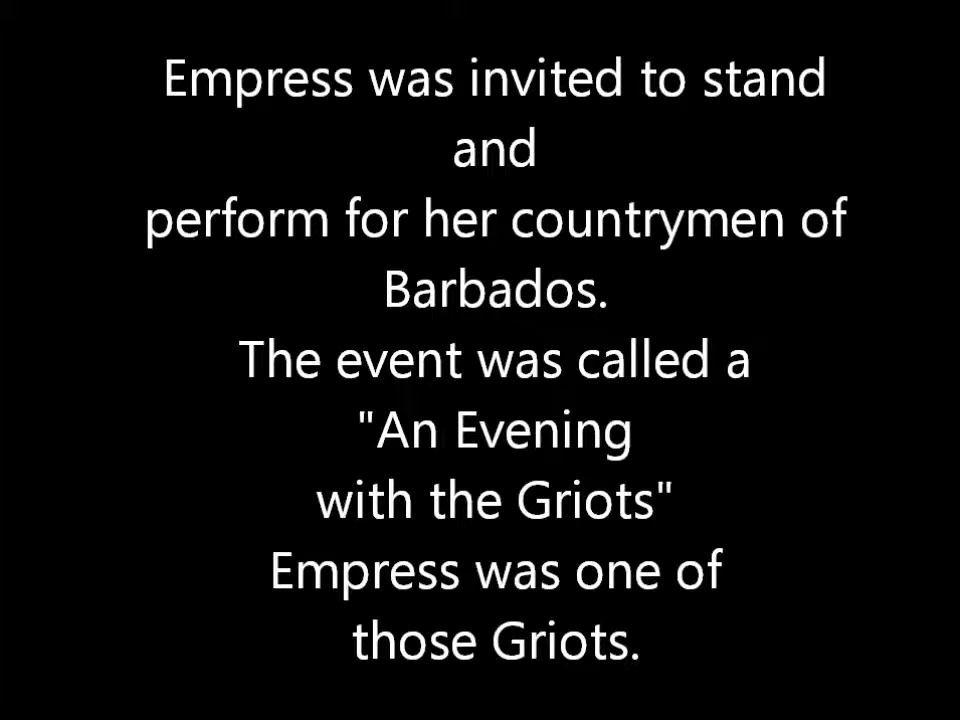 Empress was invited to stand
and
perform for her countrymen of
Barbados.
The event was called a
"An Evening
with the Griots"
Empress was one of
those Griots.